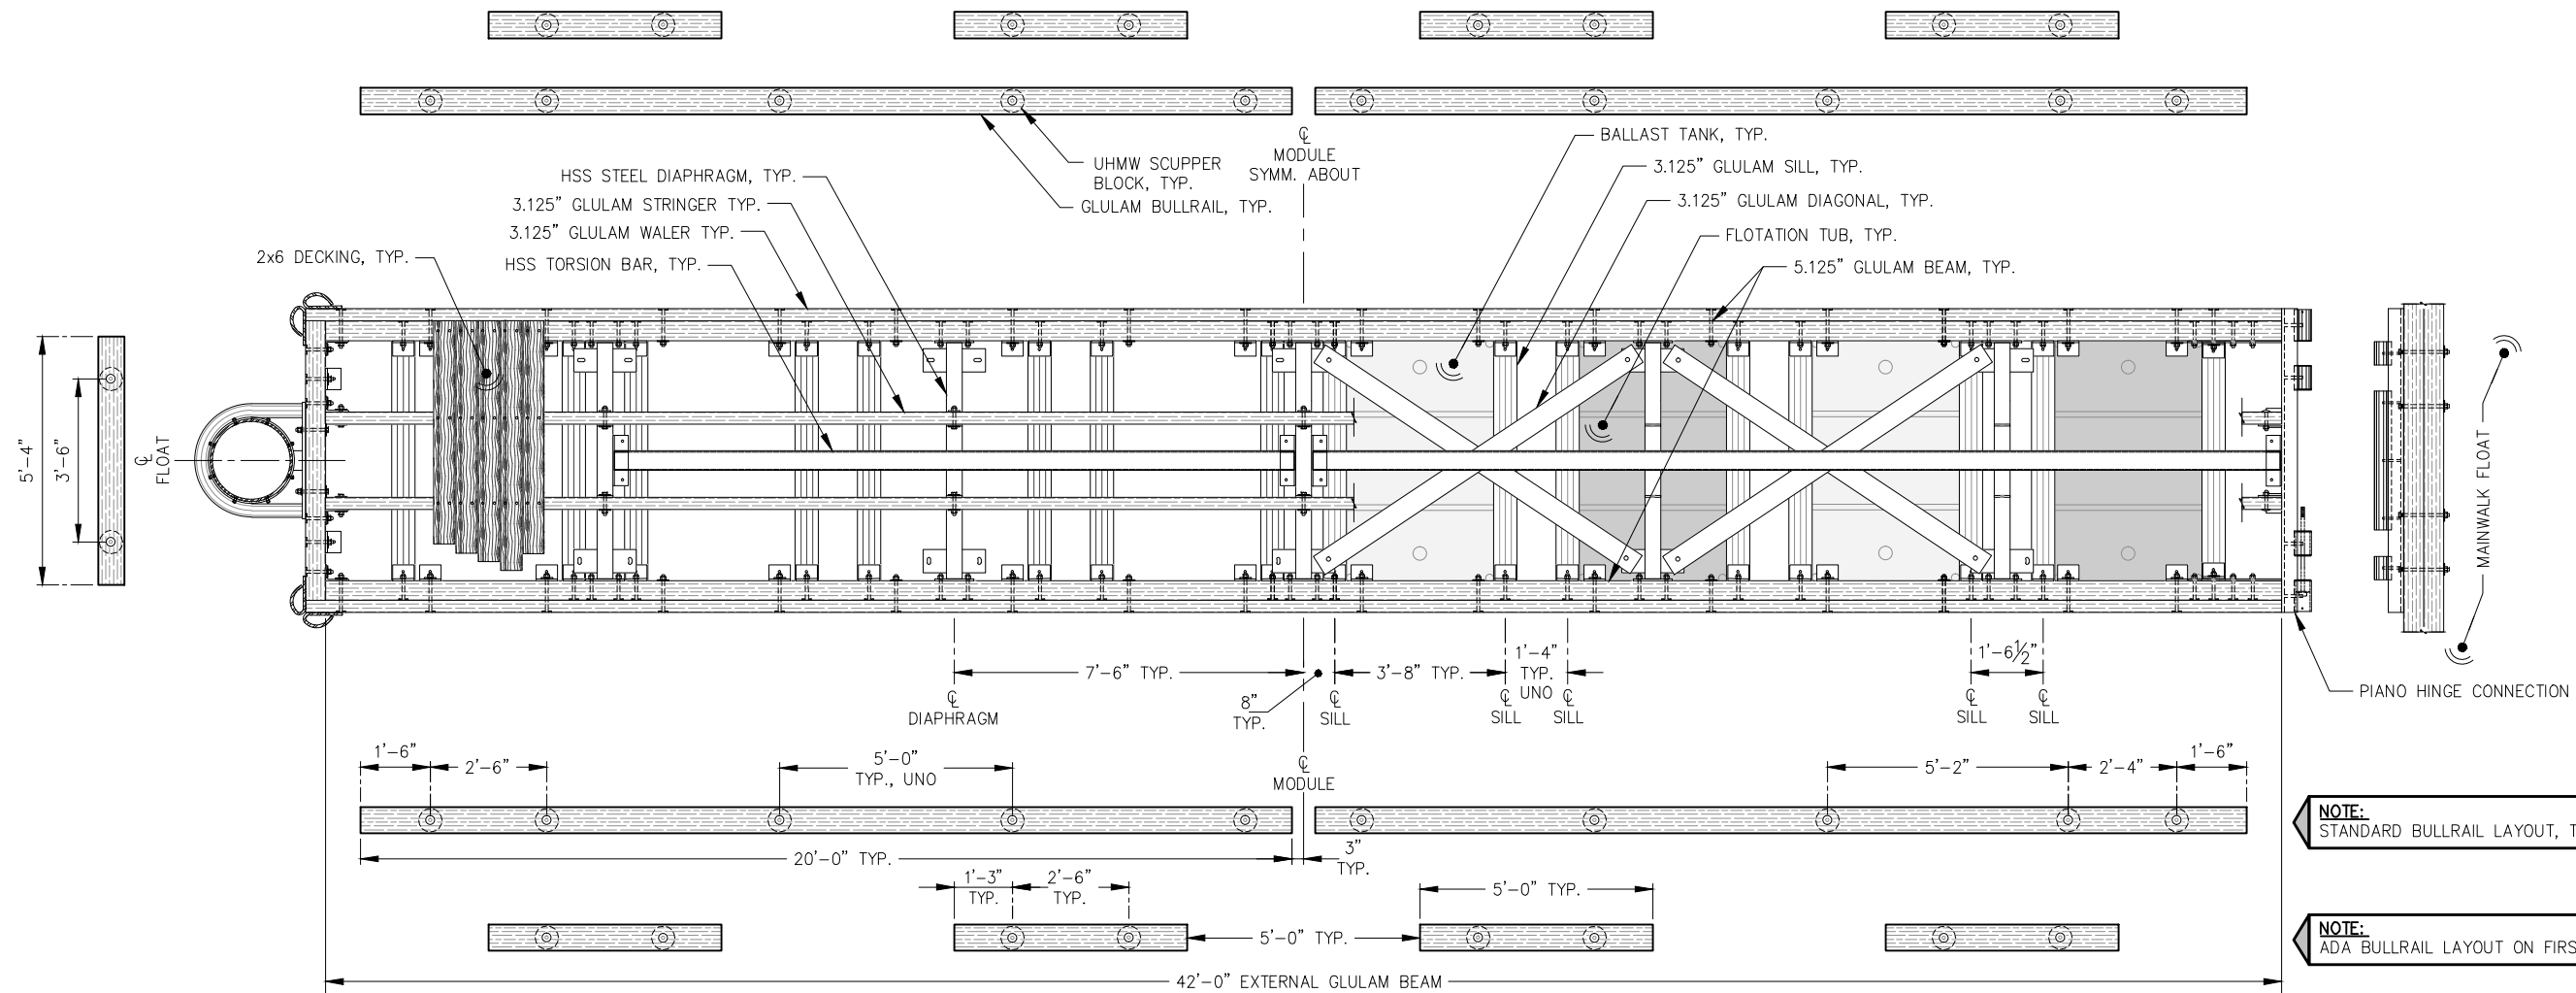 ℄
MODULE
SYMM. ABOUT
BALLAST TANK, TYP.
UHMW SCUPPER
BLOCK, TYP.
3.125" GLULAM SILL, TYP.
HSS STEEL DIAPHRAGM, TYP.
3.125" GLULAM STRINGER TYP.
GLULAM BULLRAIL, TYP.
3.125" GLULAM DIAGONAL, TYP.
3.125" GLULAM WALER TYP.
FLOTATION TUB, TYP.
2x6 DECKING, TYP.
HSS TORSION BAR, TYP.
5.125" GLULAM BEAM, TYP.
5'-4"
3'-6"
℄
FLOAT
MAINWALK FLOAT
7'-6" TYP.
8"
TYP.
3'-8" TYP.
1'-4"
TYP.
UNO
1'-6½"
℄
DIAPHRAGM
℄
SILL
℄
SILL
℄
SILL
℄
SILL
℄
SILL
PIANO HINGE CONNECTION
1'-6"
2'-6"
5'-0"
TYP., UNO
℄
MODULE
5'-2"
2'-4"
1'-6"
NOTE:
STANDARD BULLRAIL LAYOUT, T
20'-0" TYP.
3"
TYP.
1'-3"
TYP.
2'-6"
TYP.
5'-0" TYP.
5'-0" TYP.
NOTE:
ADA BULLRAIL LAYOUT ON FIRS
42'-0" EXTERNAL GLULAM BEAM